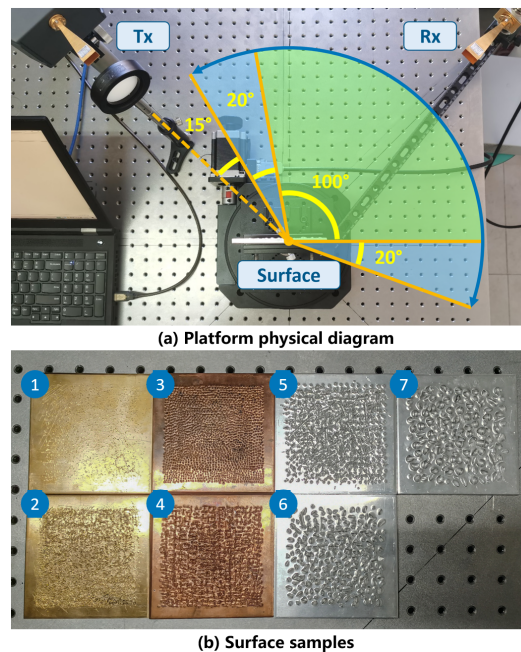 Tx
Rx
20°
15°
100°
20°
Surface
(a) Platform physical diagram
1
3
5
7
2
4
6
(b) Surface samples